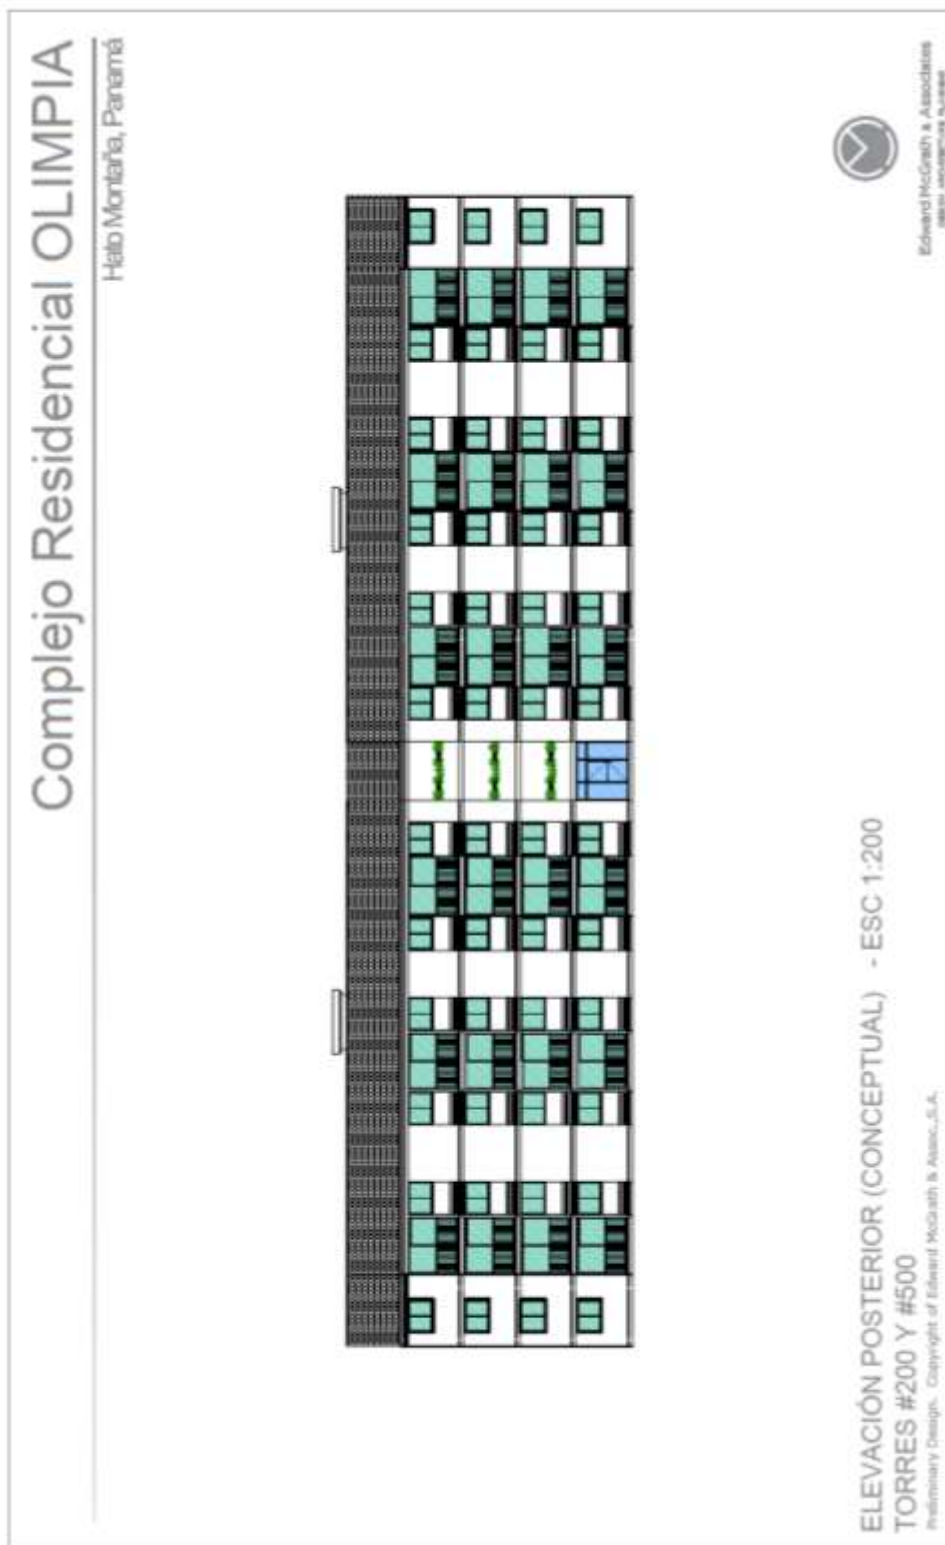 Complejo Residencial OLIMPIA
Hato Montaña, Panamá
ELEVACIÓN POSTERIOR (CONCEPTUAL) - ESC 1:200
TORRES #200 Y #500
Preliminary Design. Copyright of Edward McGrath & Assoc.,S.A.
Edward McGrath & Associates